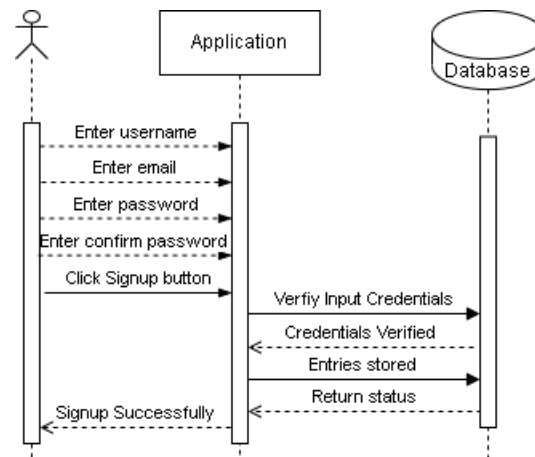 Application
Database
Enter username
Enter email
Enter password
Enter confirm password
Click Signup button
Verfiy Input Credentials
Credentials Verified
Entries stored
Return status
Signup Successfully